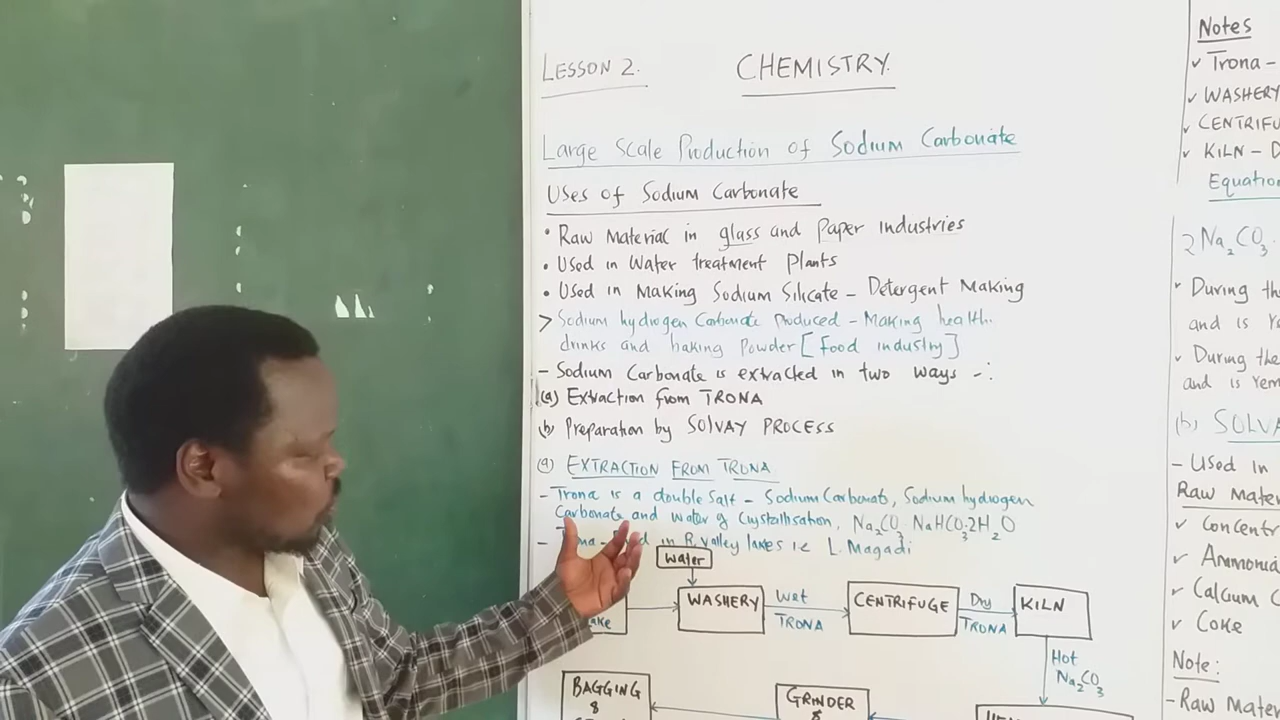 LESSON 2. CHEMISTRY.
Large Scale Production of Sodium Carbonate
Uses of Sodium Carbonate
• Raw Material in glass and paper industries
• Used in Water treatment plants
• Used in Making Sodium Silicate - Detergent Making
> Sodium hydrogen Carbonate produced - Making health
drinks and baking powder [food industry]
- Sodium Carbonate is extracted in two ways -:
(a) Extraction from TRONA
(b) Preparation by SOLVAY PROCESS
(a) EXTRACTION FROM TRONA
- Trona is a double salt - Sodium Carbonate, Sodium hydrogen
Carbonate and water of Crystallisation, Na₂CO₃ NaHCO₃·2H₂O
- in R. valley lakes i.e L. Magadi
Water
WASHERY
Wet
TRONA
CENTRIFUGE
Dry
TRONA
KILN
Hot
Na₂CO₃
GRINDER
&
BAGGING
&
Notes
✓ Trona -
✓ WASHERY
✓ CENTRIFU
✓ KILN - D
Equation
2Na₂CO₃.
During th
and is
✓ During the
and is rem
(b) SOLVA
- Used in
Raw Mater
✓ Concentr
✓ Ammonia
✓ Calcium C
✓ Coke
Note:
- Raw Mater